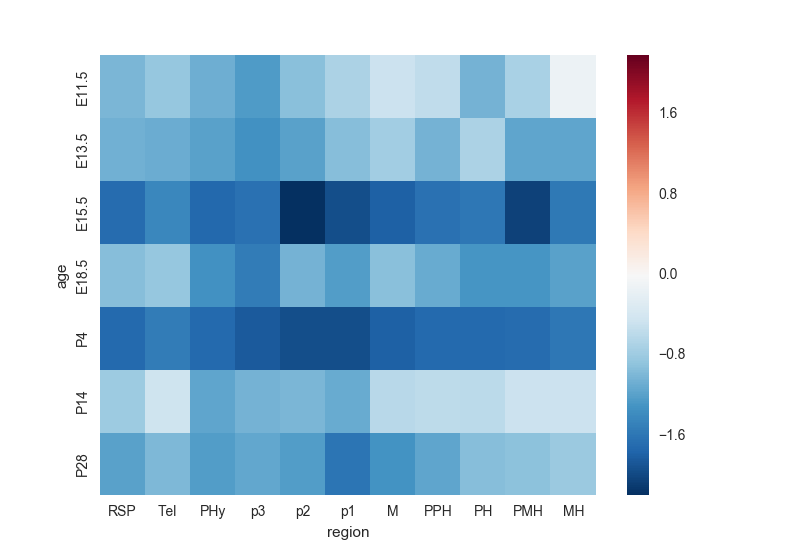 E11.5
E13.5
E15.5
E18.5
P4
P14
P28
age
RSP Tel PHy p3 p2 p1 M PPH PH PMH MH
region
1.6
0.8
0.0
−0.8
−1.6